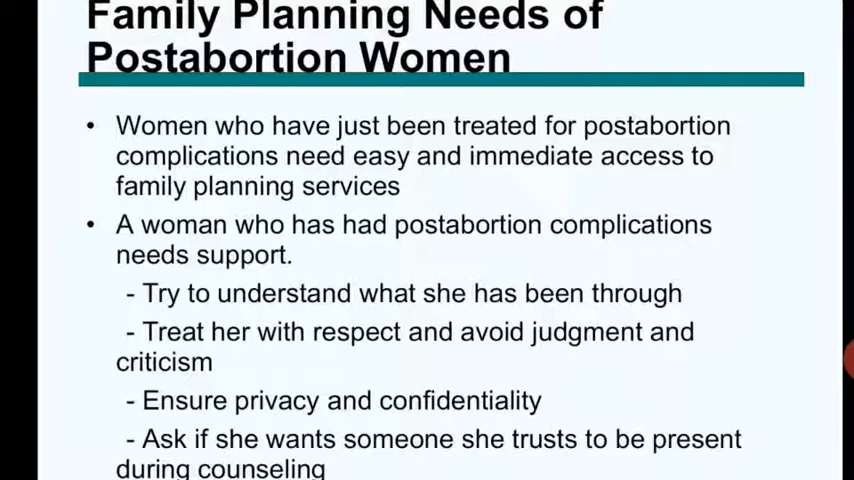 Family Planning Needs of
Postabortion Women
• Women who have just been treated for postabortion
complications need easy and immediate access to
family planning services
• A woman who has had postabortion complications
needs support.
- Try to understand what she has been through
- Treat her with respect and avoid judgment and
criticism
- Ensure privacy and confidentiality
- Ask if she wants someone she trusts to be present
during counseling